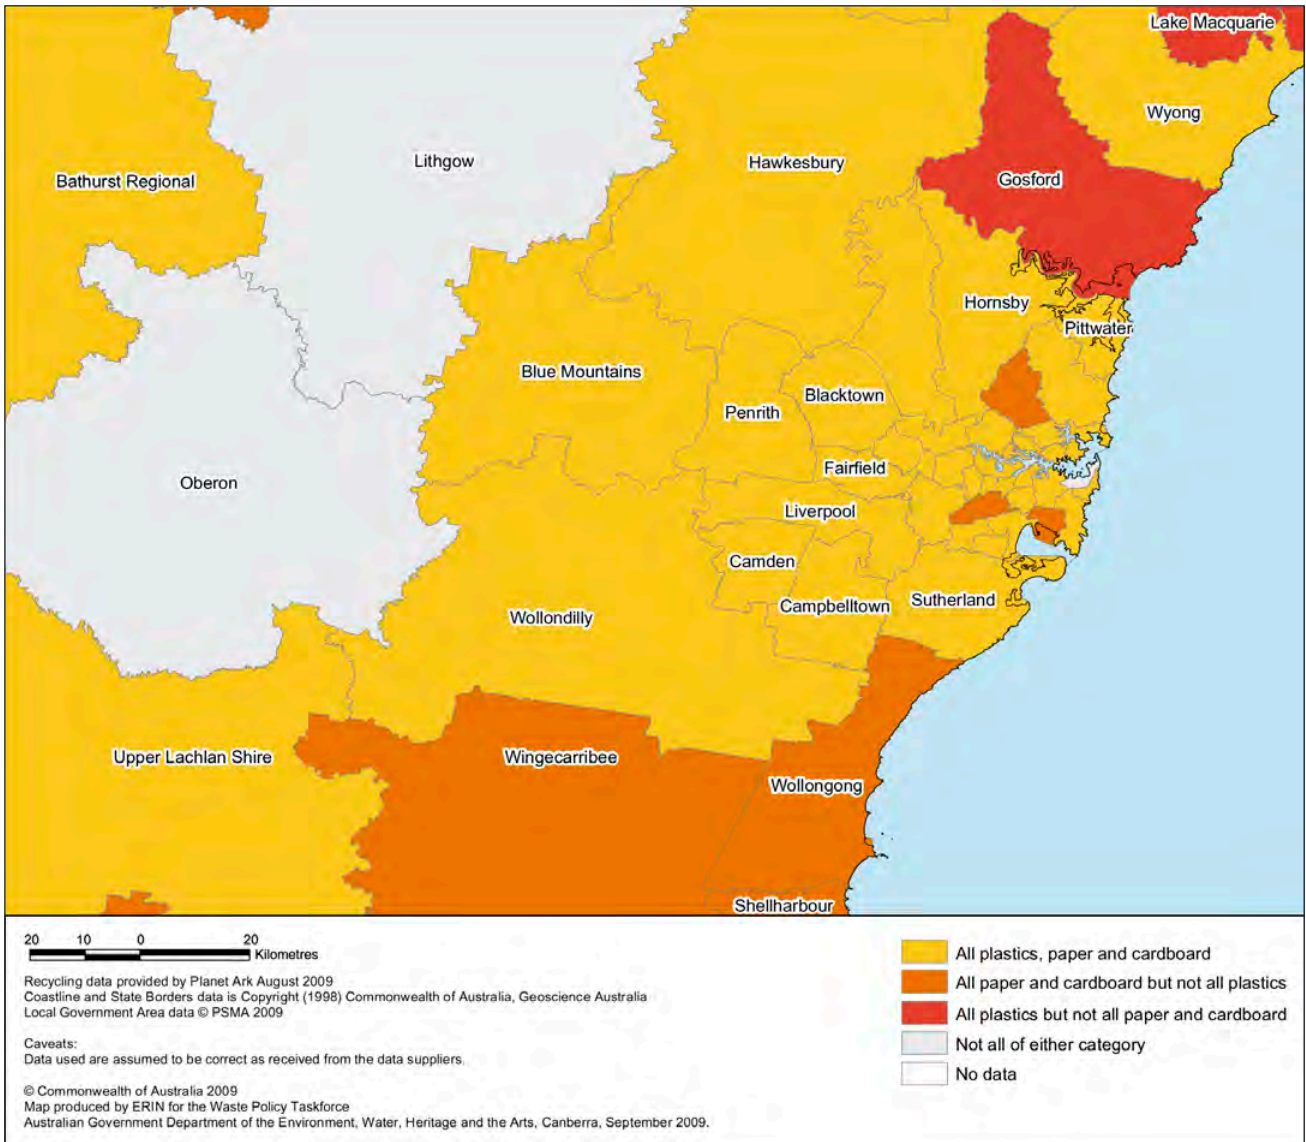 Lake Macquarie
Wyong
Lithgow
Hawkesbury
Bathurst Regional
Gosford
Hornsby
Pittwater
Blue Mountains
Blacktown
Penrith
Fairfield
Oberon
Liverpool
Camden
Campbelltown
Sutherland
Wollondilly
Upper Lachlan Shire
Wingecarribee
Wollongong
Shellharbour
20 10 0 20
Kilometres
Recycling data provided by Planet Ark August 2009
Coastline and State Borders data is Copyright (1998) Commonwealth of Australia, Geoscience Australia
Local Government Area data © PSMA 2009
Caveats:
Data used are assumed to be correct as received from the data suppliers.
© Commonwealth of Australia 2009
Map produced by ERIN for the Waste Policy Taskforce
Australian Government Department of the Environment, Water, Heritage and the Arts, Canberra, September 2009.
All plastics, paper and cardboard
All paper and cardboard but not all plastics
All plastics but not all paper and cardboard
Not all of either category
No data